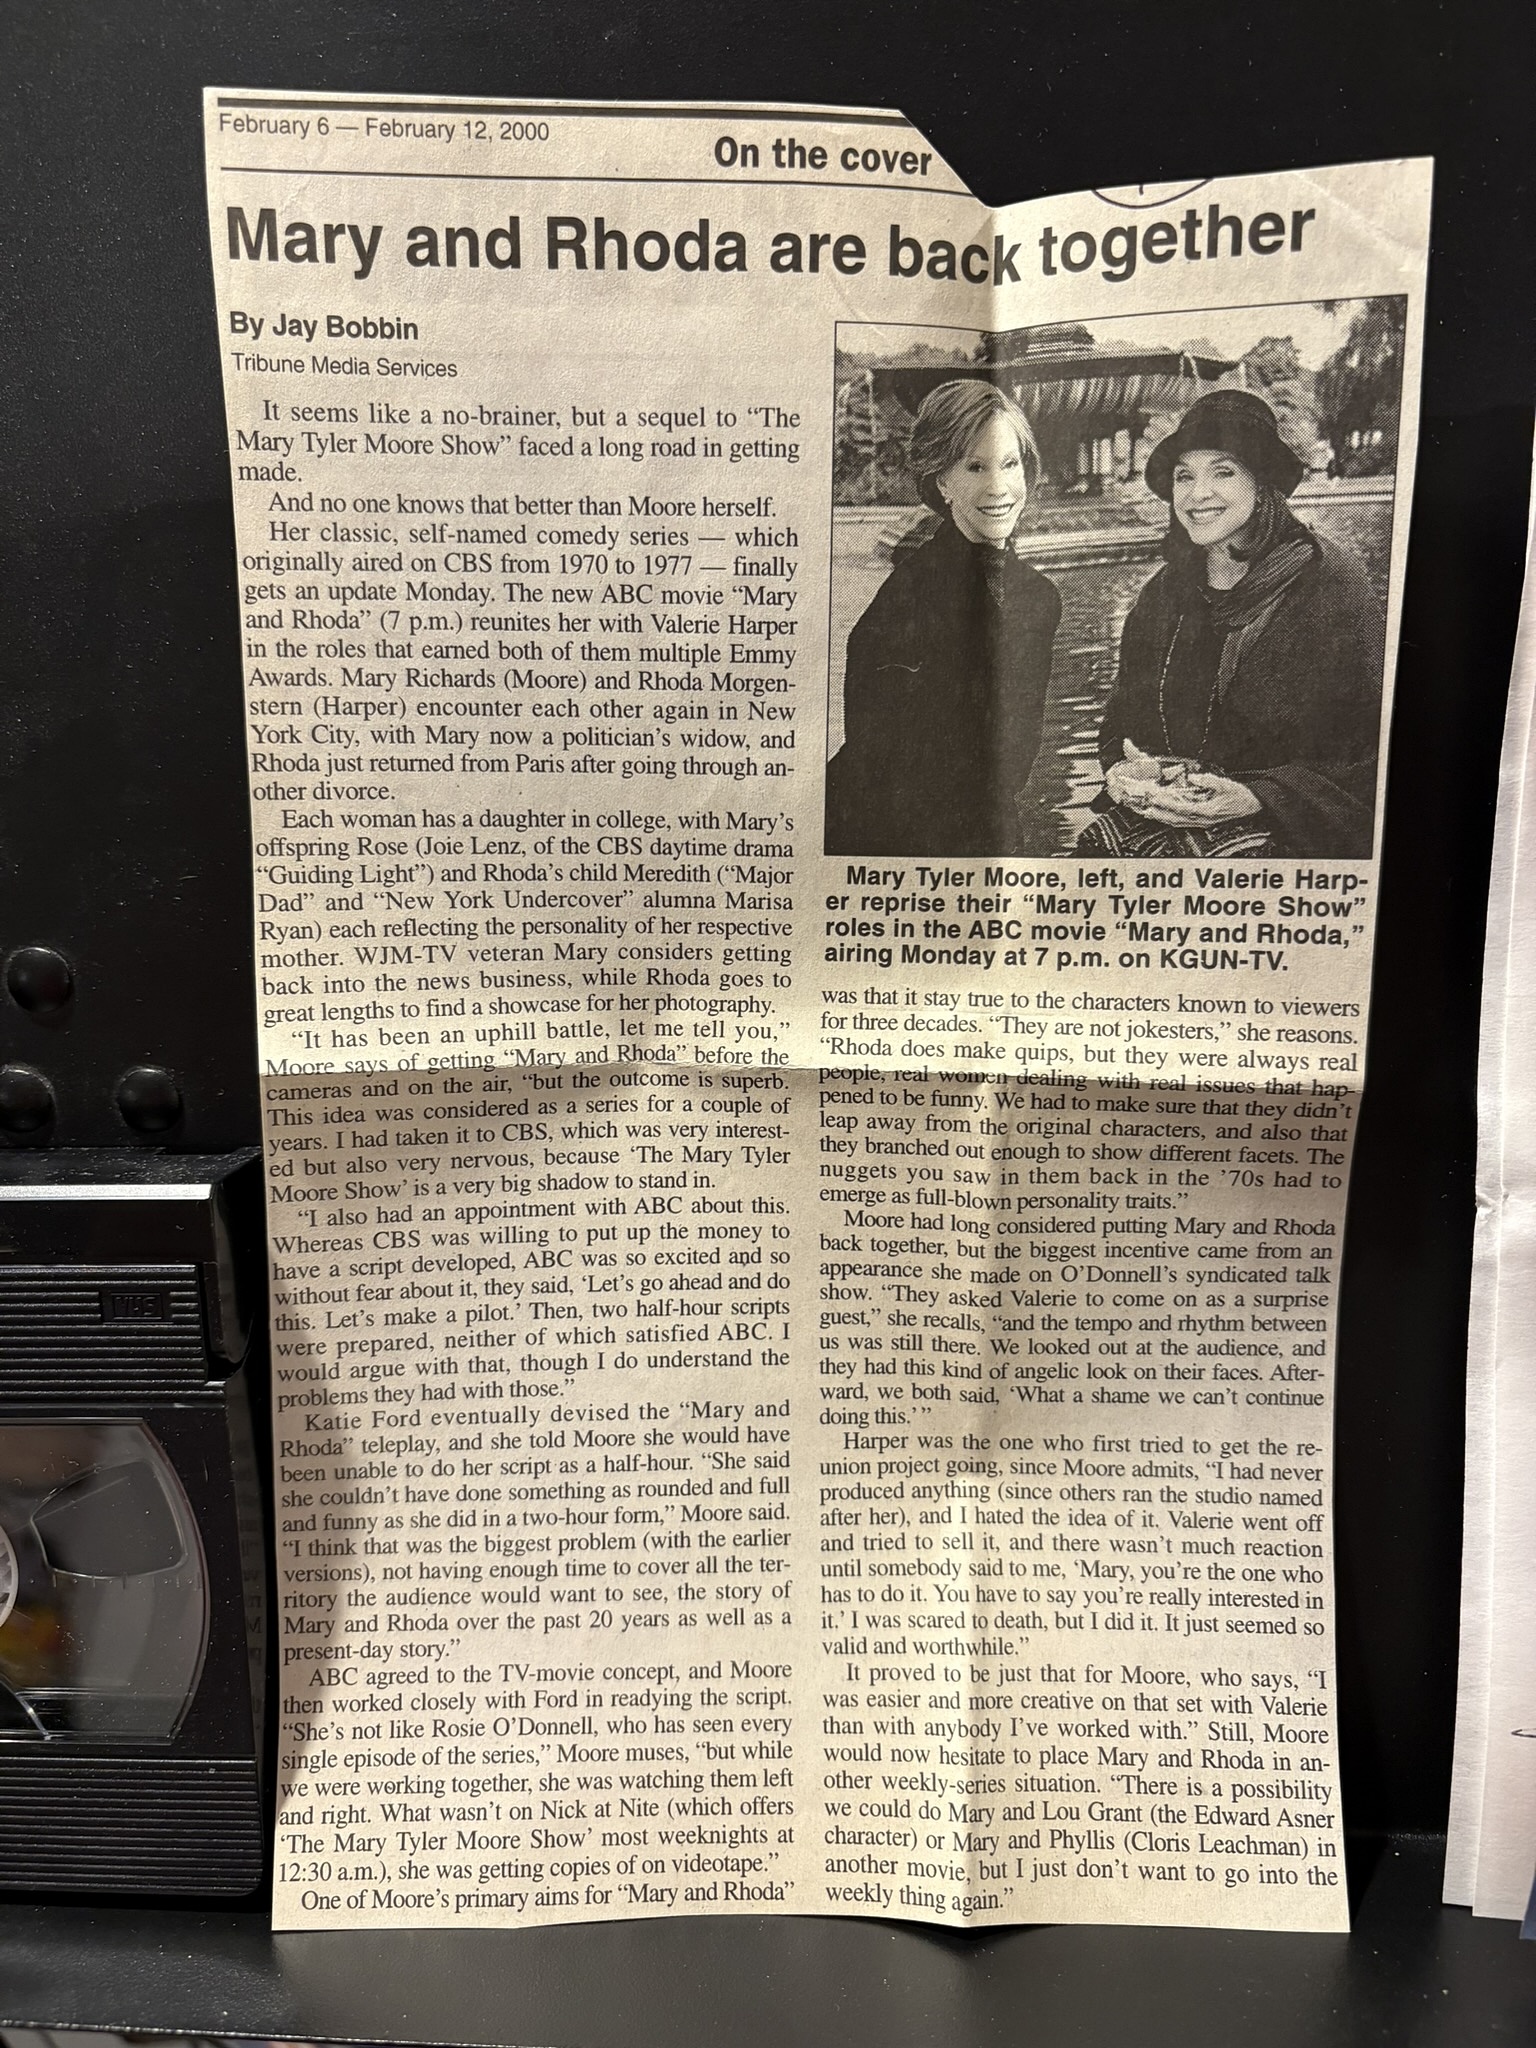 February 6 — February 12, 2000
On the cover
Mary and Rhoda are back together
By Jay Bobbin
Tribune Media Services
It seems like a no-brainer, but a sequel to “The
Mary Tyler Moore Show” faced a long road in getting
made.
And no one knows that better than Moore herself.
Her classic, self-named comedy series — which
originally aired on CBS from 1970 to 1977 — finally
gets an update Monday. The new ABC movie “Mary
and Rhoda” (7 p.m.) reunites her with Valerie Harper
in the roles that earned both of them multiple Emmy
Awards. Mary Richards (Moore) and Rhoda Morgen-
stern (Harper) encounter each other again in New
York City, with Mary now a politician’s widow, and
Rhoda just returned from Paris after going through an-
other divorce.
Each woman has a daughter in college, with Mary’s
offspring Rose (Joie Lenz, of the CBS daytime drama
“Guiding Light”) and Rhoda’s child Meredith (“Major
Dad” and “New York Undercover” alumna Marisa
Ryan) each reflecting the personality of her respective
mother. WJM-TV veteran Mary considers getting
back into the news business, while Rhoda goes to
great lengths to find a showcase for her photography.
“It has been an uphill battle, let me tell you,”
Moore says of getting “Mary and Rhoda” before the
cameras and on the air, “but the outcome is superb.
This idea was considered as a series for a couple of
years. I had taken it to CBS, which was very interest-
ed but also very nervous, because ‘The Mary Tyler
Moore Show’ is a very big shadow to stand in.
“I also had an appointment with ABC about this.
Whereas CBS was willing to put up the money to
have a script developed, ABC was so excited and so
without fear about it, they said, ‘Let’s go ahead and do
this. Let’s make a pilot.’ Then, two half-hour scripts
were prepared, neither of which satisfied ABC. I
would argue with that, though I do understand the
problems they had with those.”
Katie Ford eventually devised the “Mary and
Rhoda” teleplay, and she told Moore she would have
been unable to do her script as a half-hour. “She said
she couldn’t have done something as rounded and full
and funny as she did in a two-hour form,” Moore said.
“I think that was the biggest problem (with the earlier
versions), not having enough time to cover all the ter-
ritory the audience would want to see, the story of
Mary and Rhoda over the past 20 years as well as a
present-day story.”
ABC agreed to the TV-movie concept, and Moore
then worked closely with Ford in readying the script.
“She’s not like Rosie O’Donnell, who has seen every
single episode of the series,” Moore muses, “but while
we were working together, she was watching them left
and right. What wasn’t on Nick at Nite (which offers
‘The Mary Tyler Moore Show’ most weeknights at
12:30 a.m.), she was getting copies of on videotape.”
One of Moore’s primary aims for “Mary and Rhoda”
Mary Tyler Moore, left, and Valerie Harp-
er reprise their “Mary Tyler Moore Show”
roles in the ABC movie “Mary and Rhoda,”
airing Monday at 7 p.m. on KGUN-TV.
was that it stay true to the characters known to viewers
for three decades. “They are not jokesters,” she reasons.
“Rhoda does make quips, but they were always real
people, real women dealing with real issues that hap-
pened to be funny. We had to make sure that they didn’t
leap away from the original characters, and also that
they branched out enough to show different facets. The
nuggets you saw in them back in the ’70s had to
emerge as full-blown personality traits.”
Moore had long considered putting Mary and Rhoda
back together, but the biggest incentive came from an
appearance she made on O’Donnell’s syndicated talk
show. “They asked Valerie to come on as a surprise
guest,” she recalls, “and the tempo and rhythm between
us was still there. We looked out at the audience, and
they had this kind of angelic look on their faces. After-
ward, we both said, ‘What a shame we can’t continue
doing this.’ ”
Harper was the one who first tried to get the re-
union project going, since Moore admits, “I had never
produced anything (since others ran the studio named
after her), and I hated the idea of it. Valerie went off
and tried to sell it, and there wasn’t much reaction
until somebody said to me, ‘Mary, you’re the one who
has to do it. You have to say you’re really interested in
it.’ I was scared to death, but I did it. It just seemed so
valid and worthwhile.”
It proved to be just that for Moore, who says, “I
was easier and more creative on that set with Valerie
than with anybody I’ve worked with.” Still, Moore
would now hesitate to place Mary and Rhoda in an-
other weekly-series situation. “There is a possibility
we could do Mary and Lou Grant (the Edward Asner
character) or Mary and Phyllis (Cloris Leachman) in
another movie, but I just don’t want to go into the
weekly thing again.”
VHS